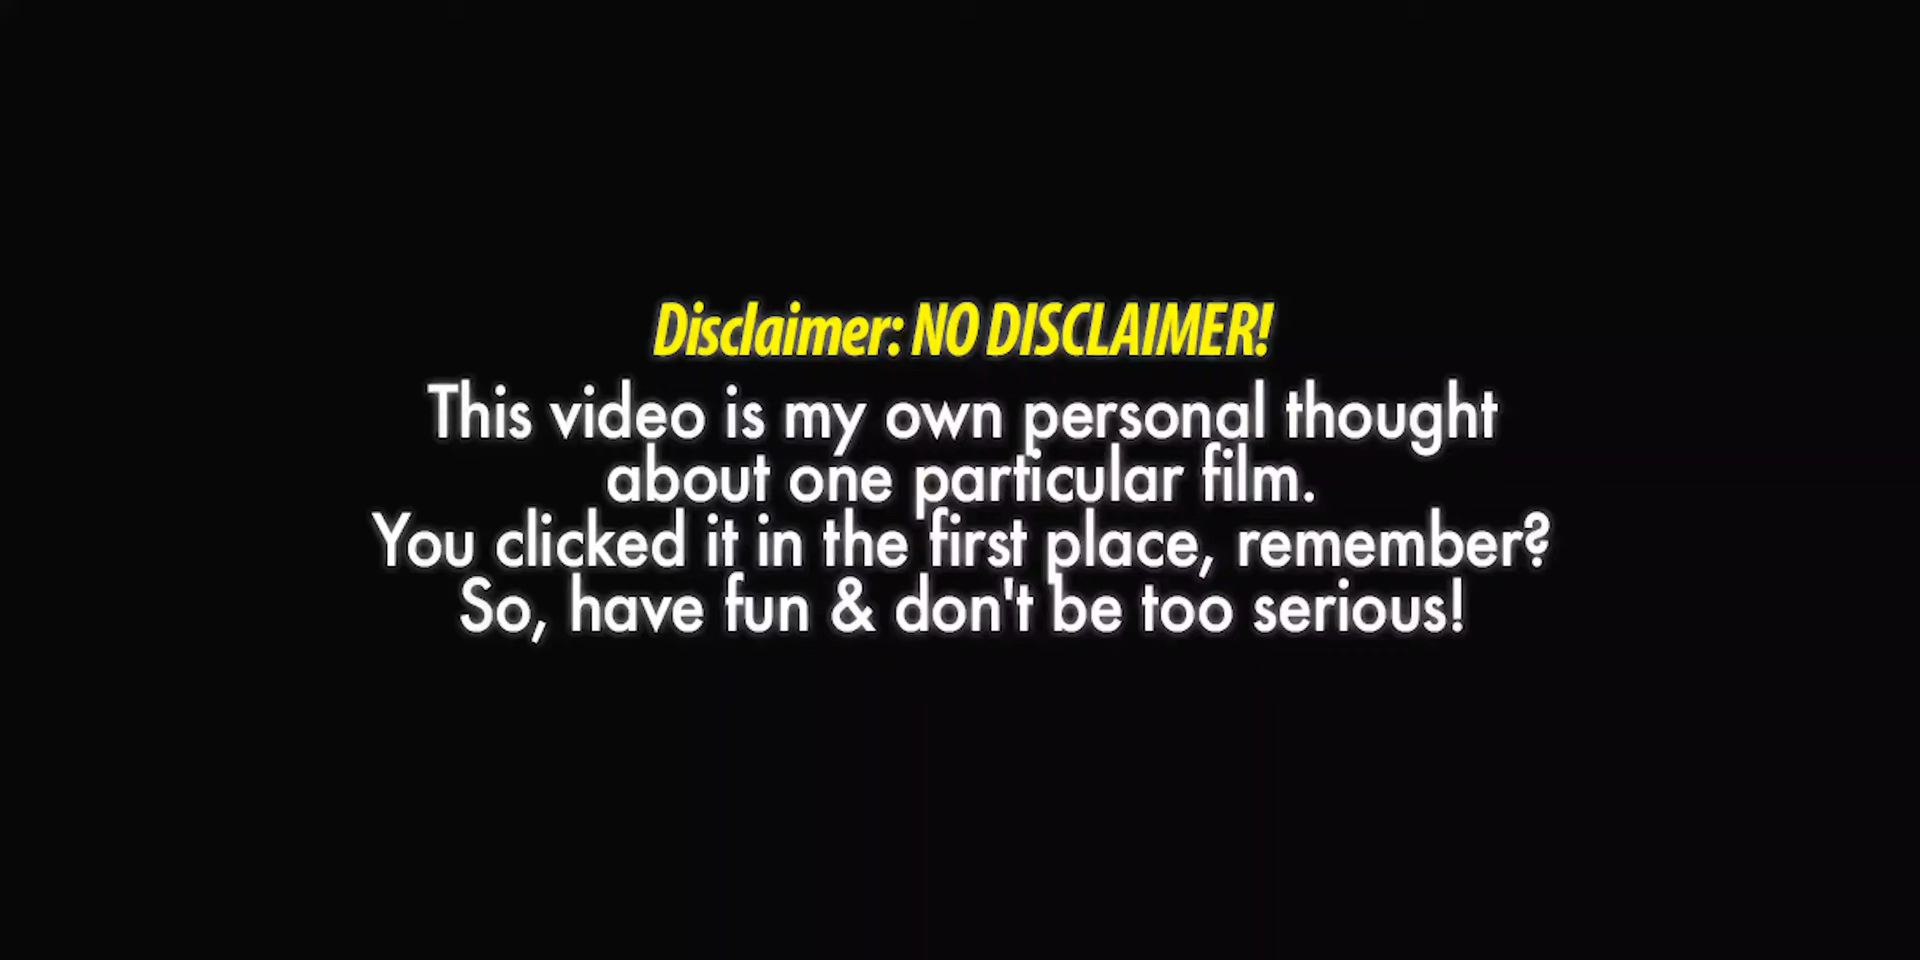 Disclaimer: NO DISCLAIMER!
This video is my own personal thought
about one particular film.
You clicked it in the first place, remember?
So, have fun & don't be too serious!